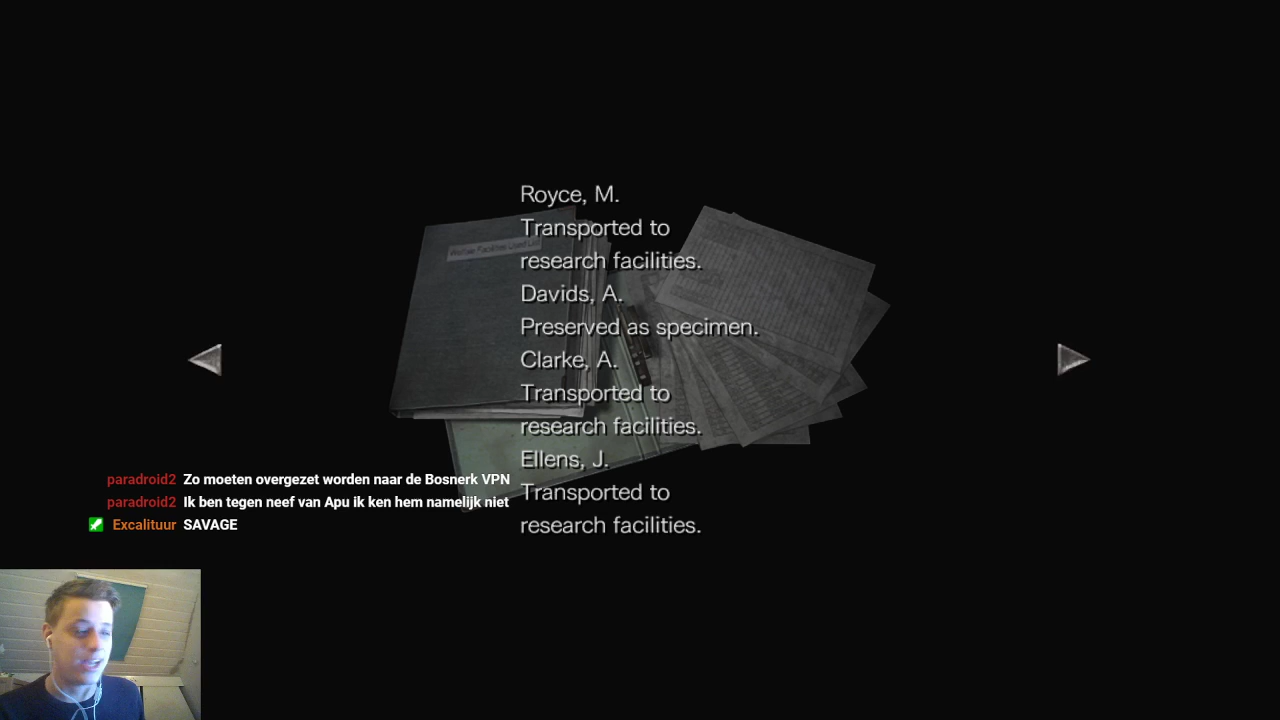 Royce, M.
Transported to
research facilities.
Davids, A.
Preserved as specimen.
Clarke, A.
Transported to
research facilities.
Ellens, J.
Transported to
research facilities.
paradroid2 Zo moeten overgezet worden naar de Bosnerk VPN
paradroid2 Ik ben tegen neef van Apu ik ken hem namelijk niet
Excalituur SAVAGE